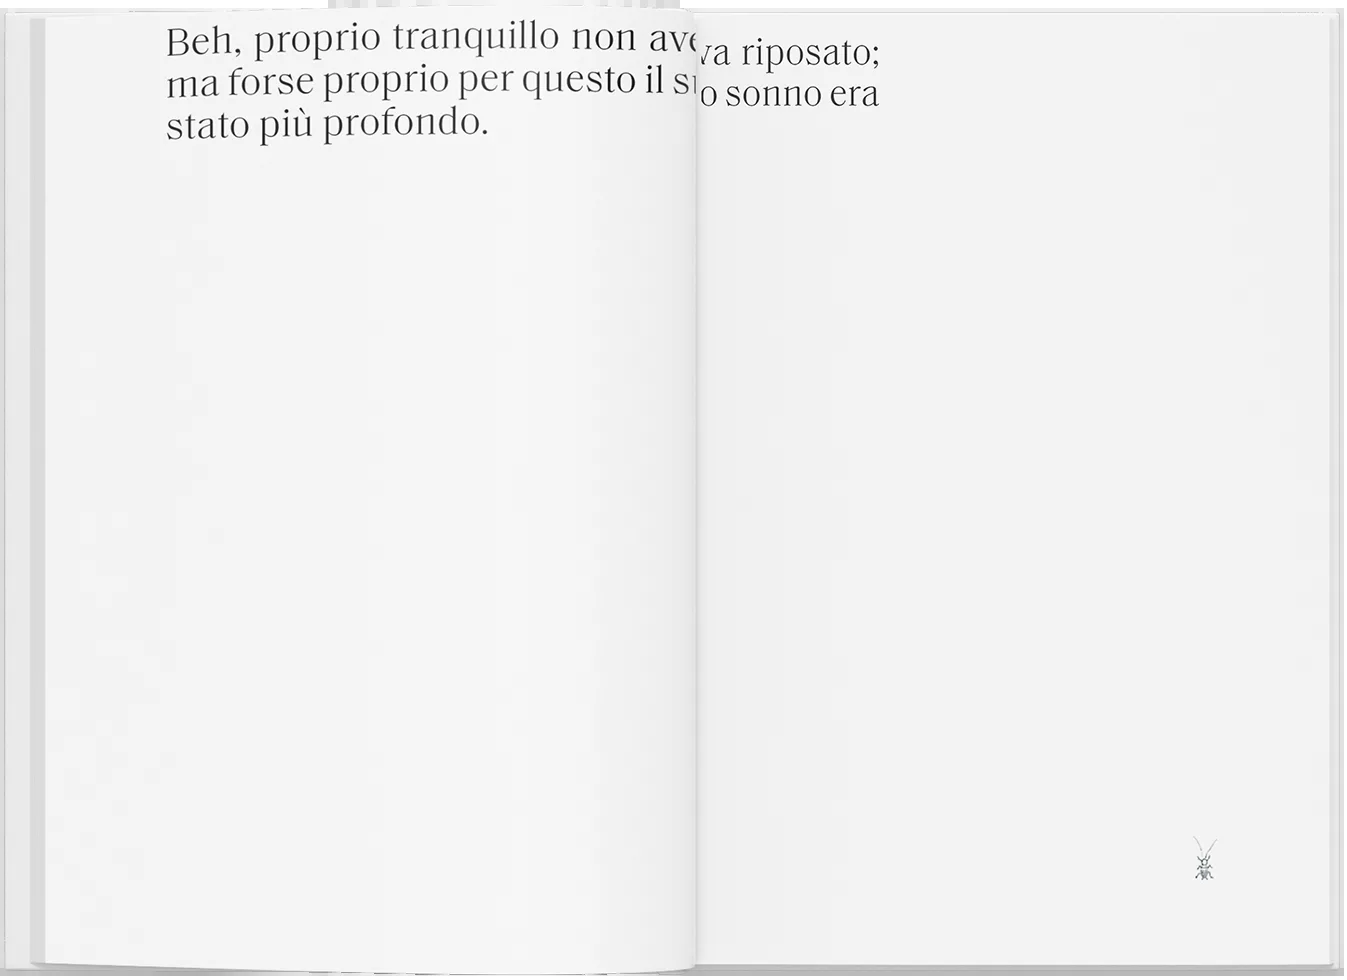 Beh, proprio tranquillo non aveva riposato;
ma forse proprio per questo il suo sonno era
stato più profondo.